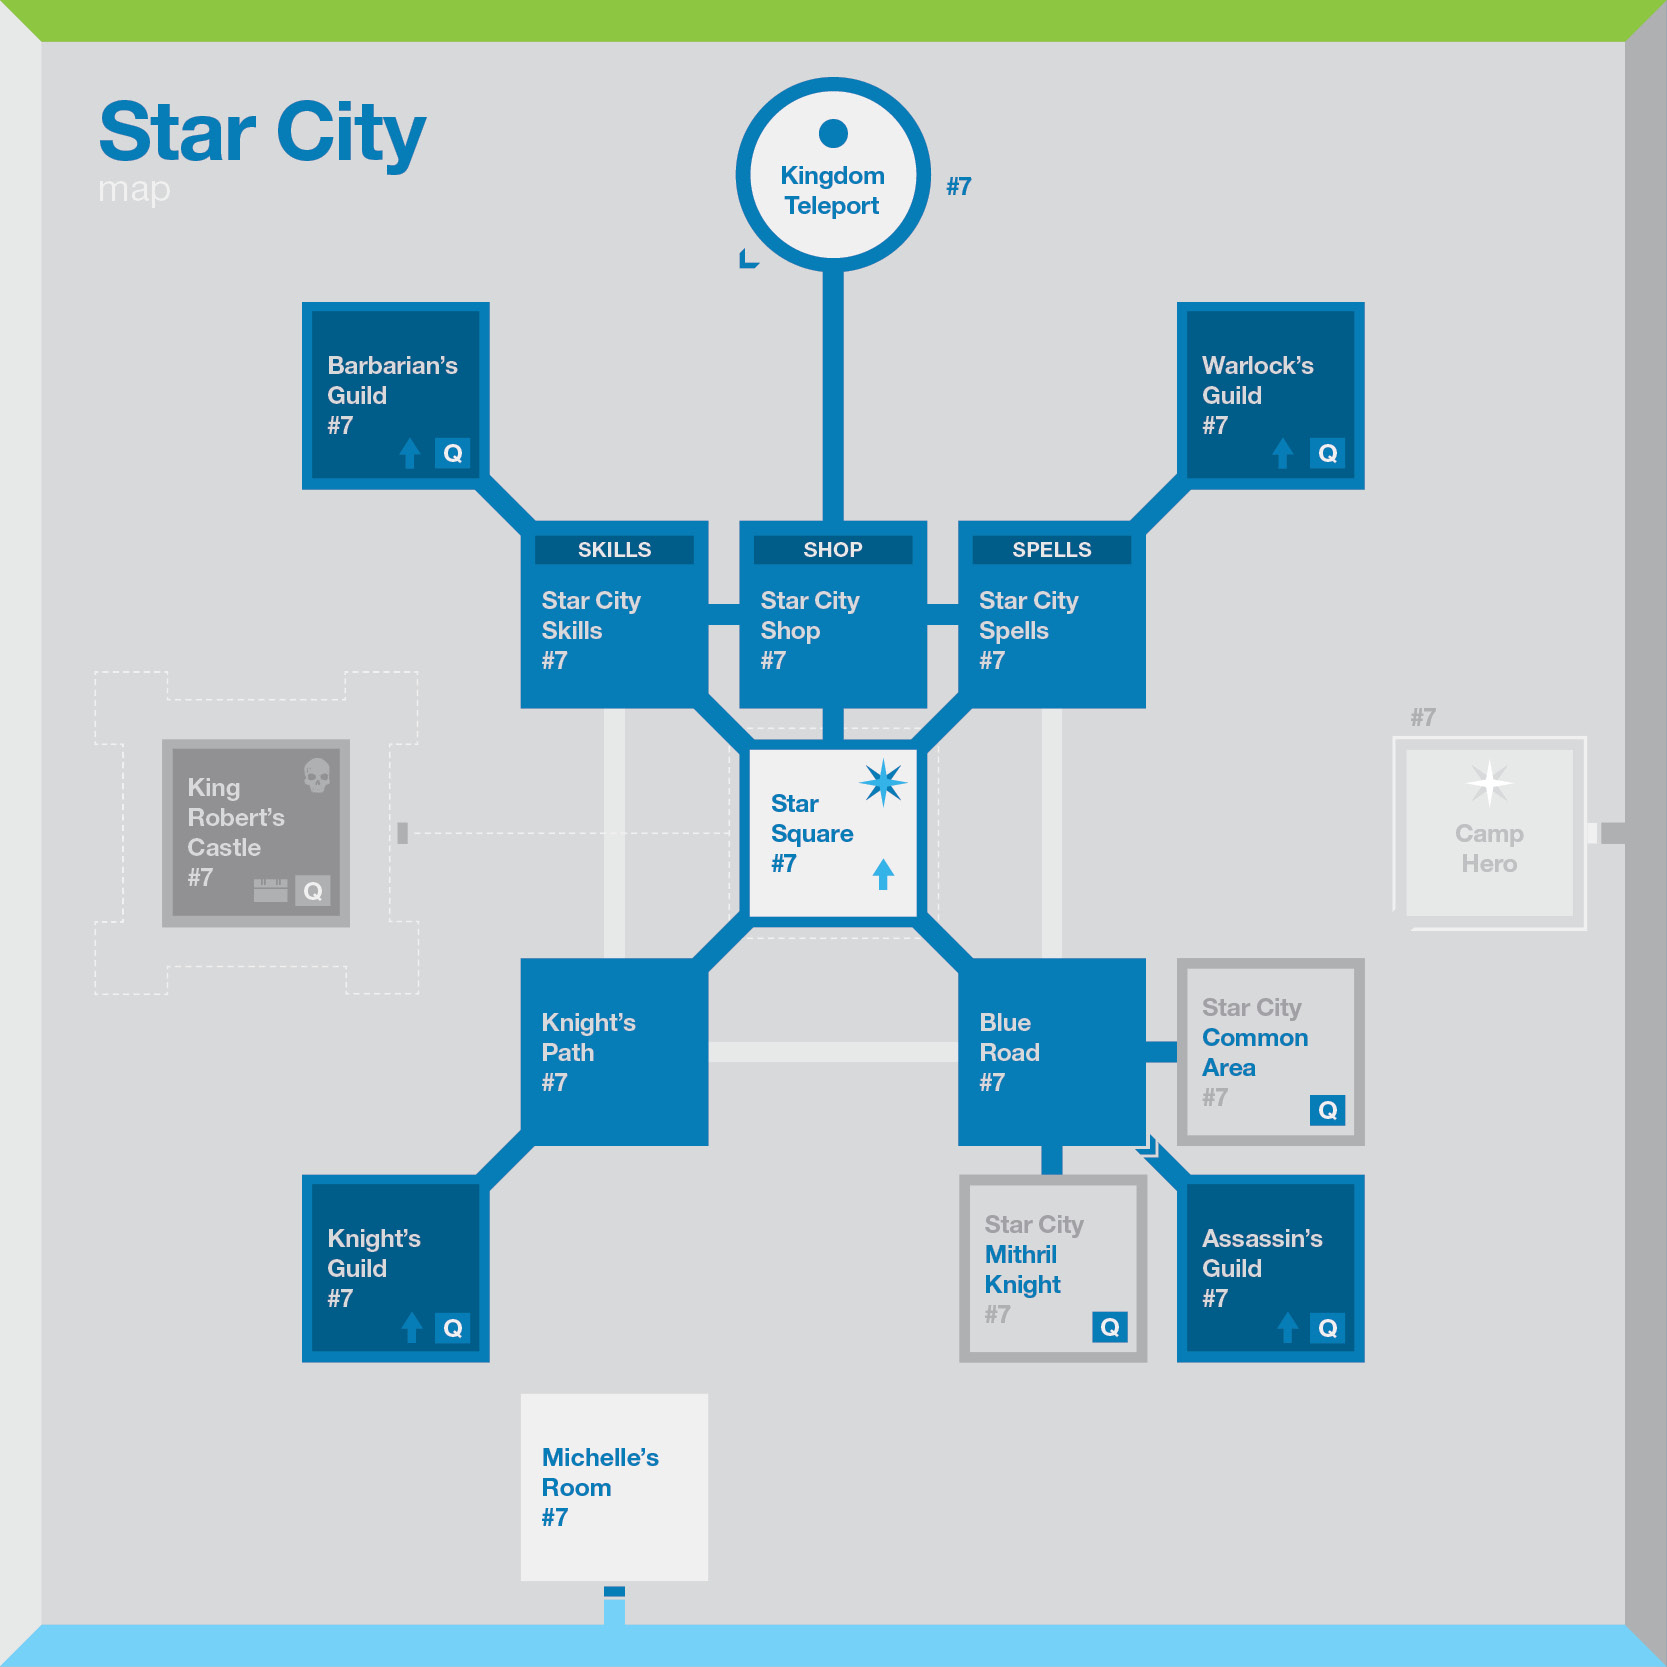 Star City
map
Kingdom
Teleport
#7
Barbarian’s
Guild
#7
Q
Warlock’s
Guild
#7
Q
SKILLS
Star City
Skills
#7
SHOP
Star City
Shop
#7
SPELLS
Star City
Spells
#7
King
Robert’s
Castle
#7
Q
Star
Square
#7
#7
Camp
Hero
Knight’s
Path
#7
Blue
Road
#7
Star City
Common
Area
#7
Q
Knight’s
Guild
#7
Q
Star City
Mithril
Knight
#7
Q
Assassin’s
Guild
#7
Q
Michelle’s
Room
#7